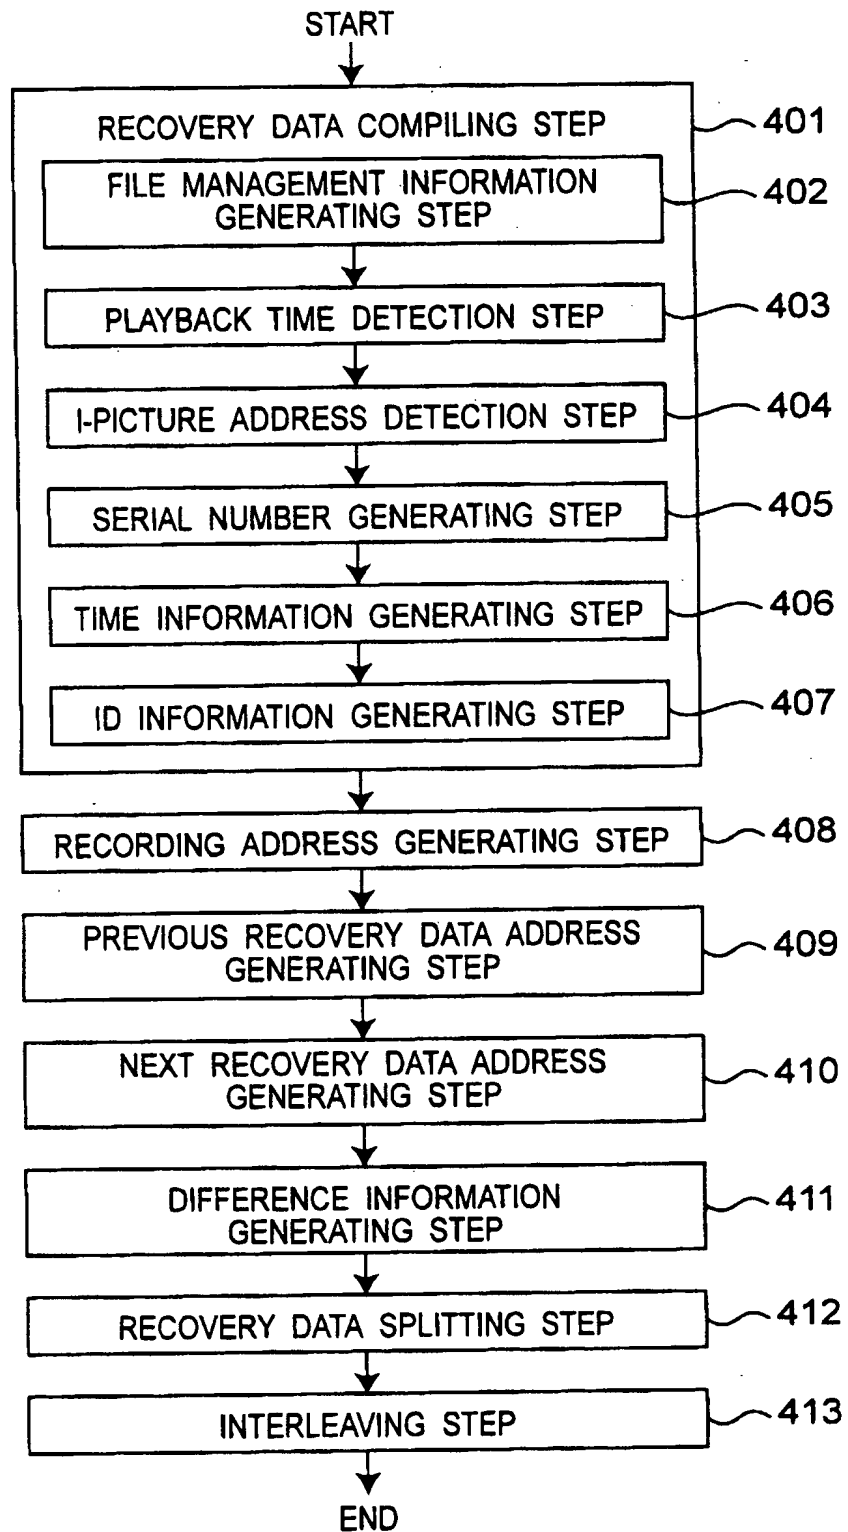 START
RECOVERY DATA COMPILING STEP
401
FILE MANAGEMENT INFORMATION
GENERATING STEP
402
PLAYBACK TIME DETECTION STEP
403
I-PICTURE ADDRESS DETECTION STEP
404
SERIAL NUMBER GENERATING STEP
405
TIME INFORMATION GENERATING STEP
406
ID INFORMATION GENERATING STEP
407
RECORDING ADDRESS GENERATING STEP
408
PREVIOUS RECOVERY DATA ADDRESS
GENERATING STEP
409
NEXT RECOVERY DATA ADDRESS
GENERATING STEP
410
DIFFERENCE INFORMATION
GENERATING STEP
411
RECOVERY DATA SPLITTING STEP
412
INTERLEAVING STEP
413
END